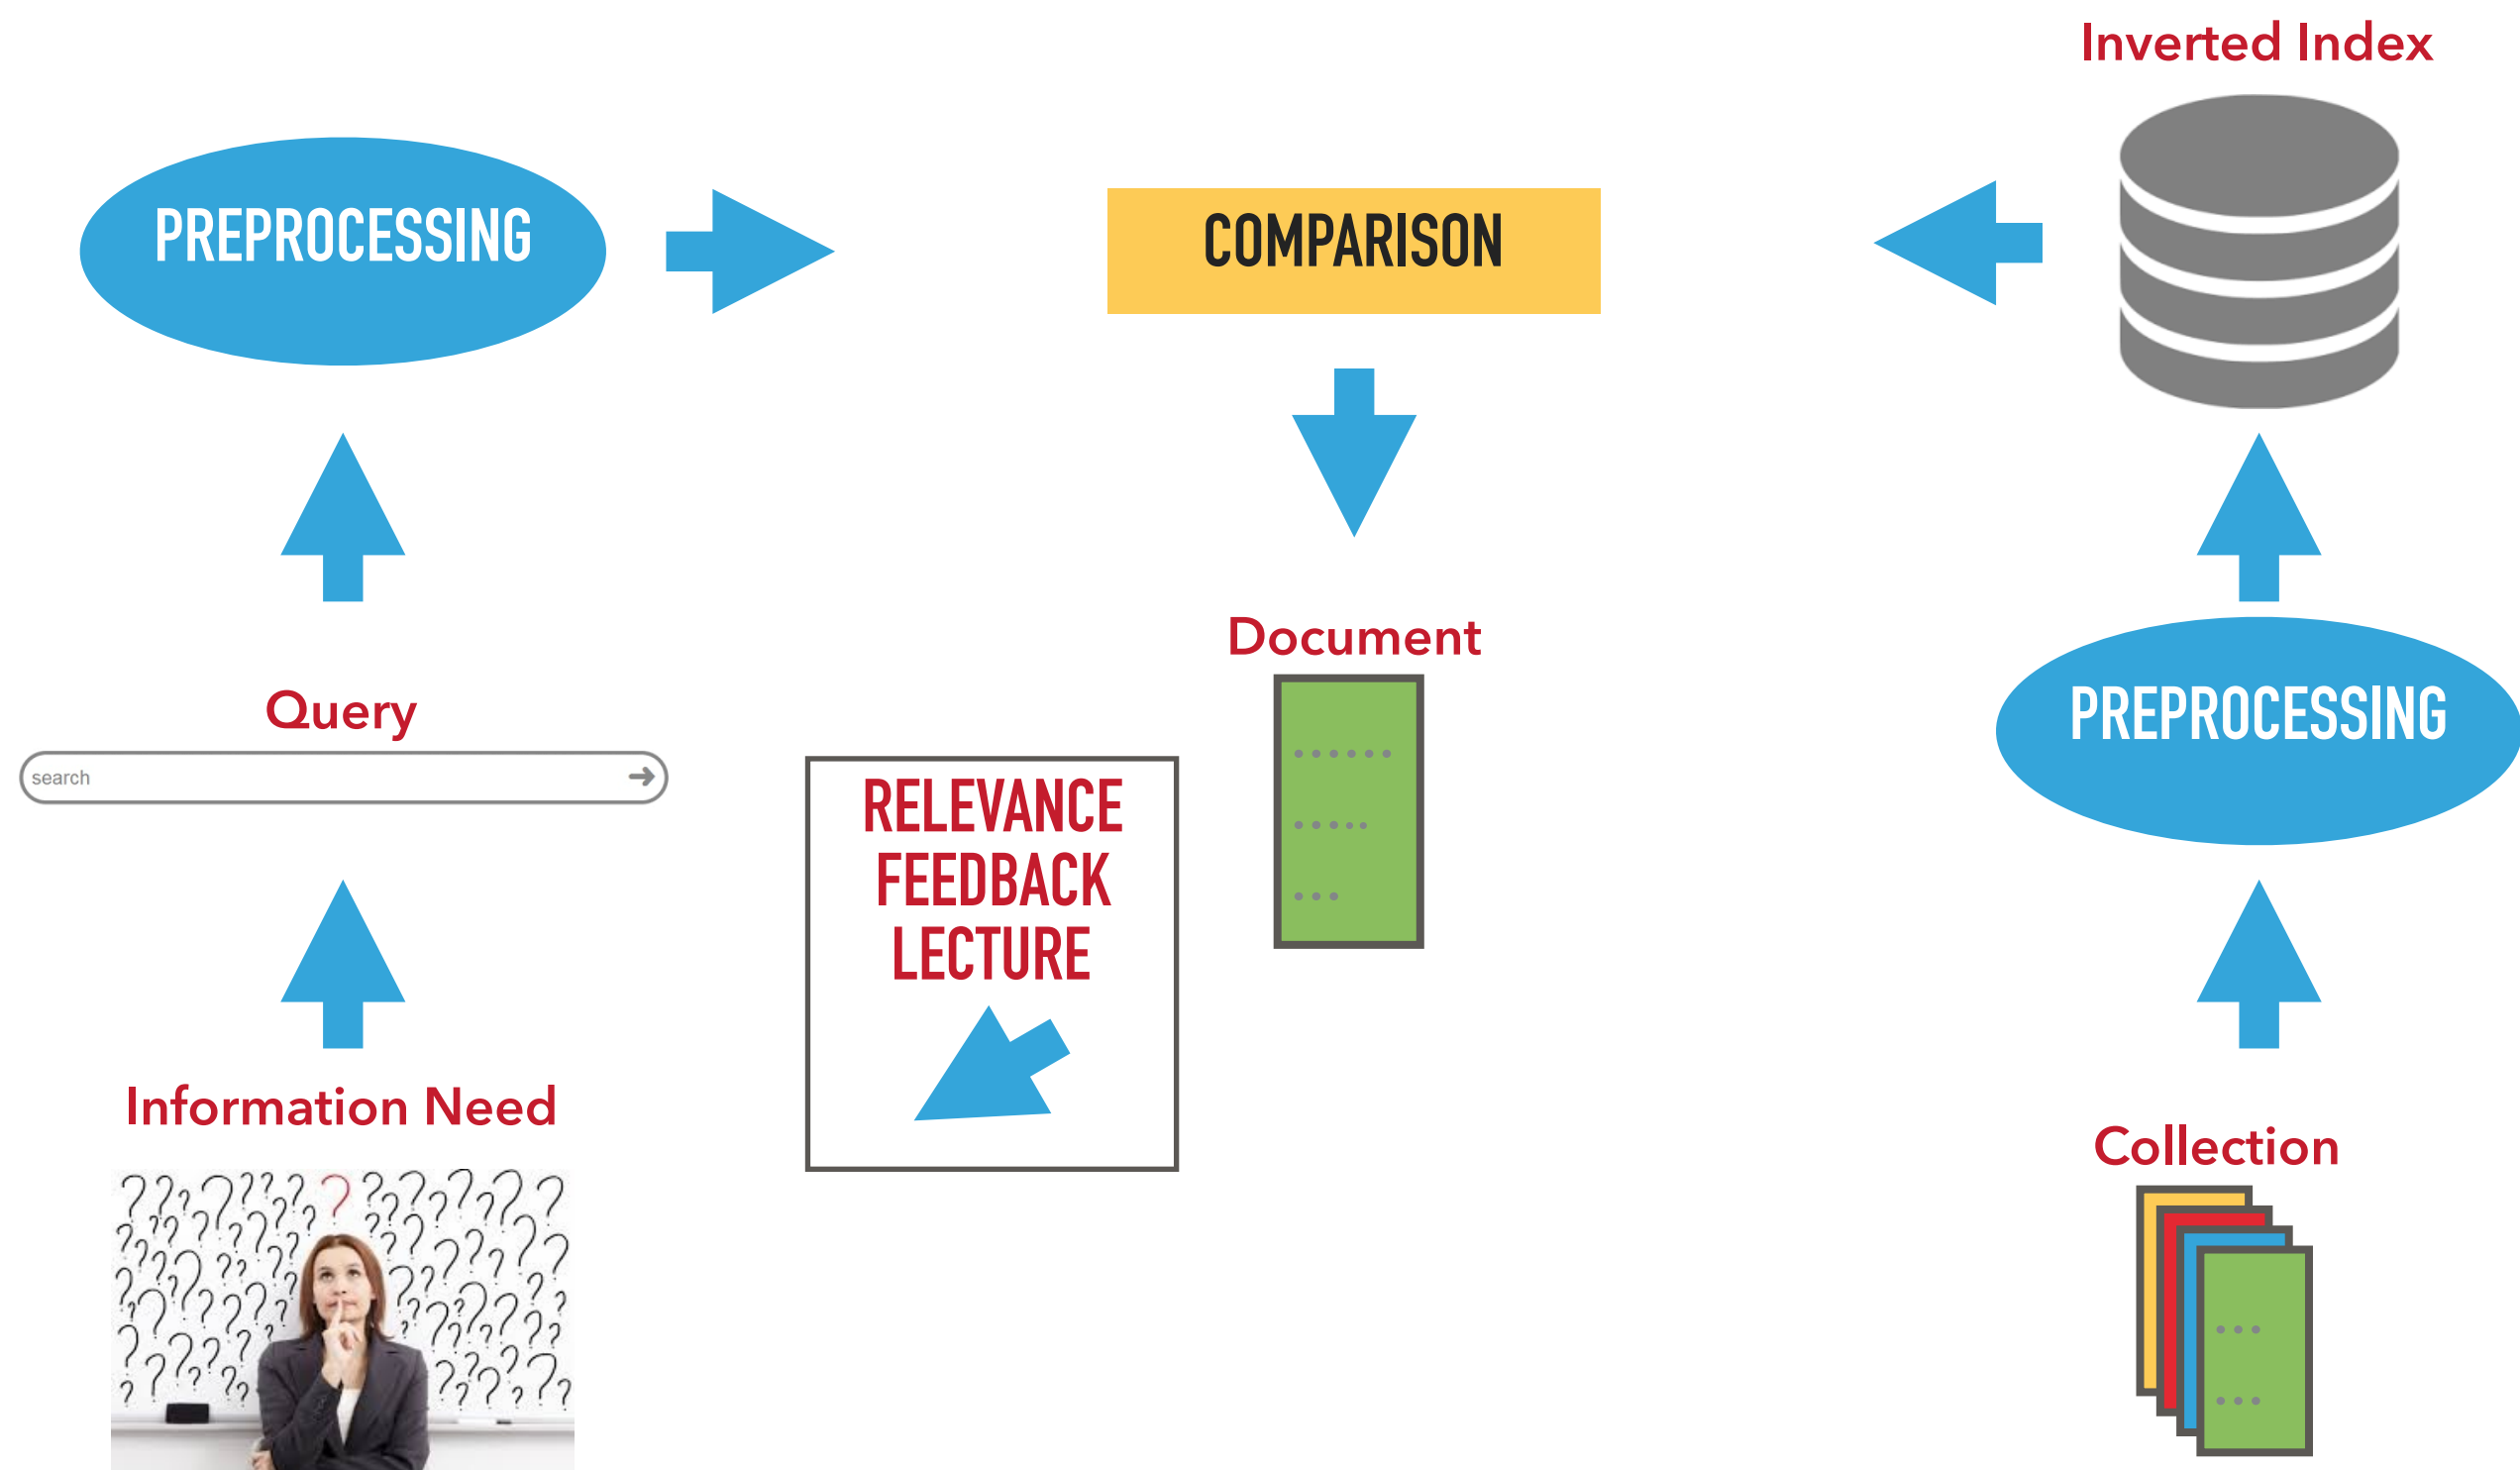 Inverted Index
PREPROCESSING
COMPARISON
Document
Query
search
PREPROCESSING
RELEVANCE
FEEDBACK
LECTURE
Information Need
Collection